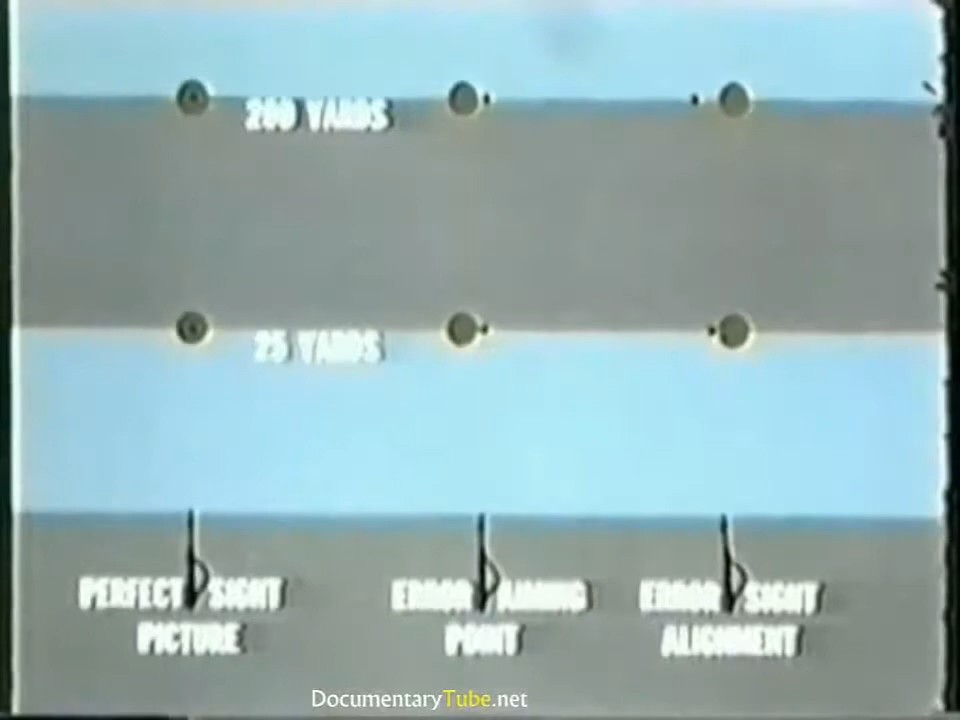 200 YARDS
25 YARDS
PERFECT SIGHT
PICTURE
ERROR AIMING
POINT
ERROR SIGHT
ALIGNMENT
DocumentaryTube.net